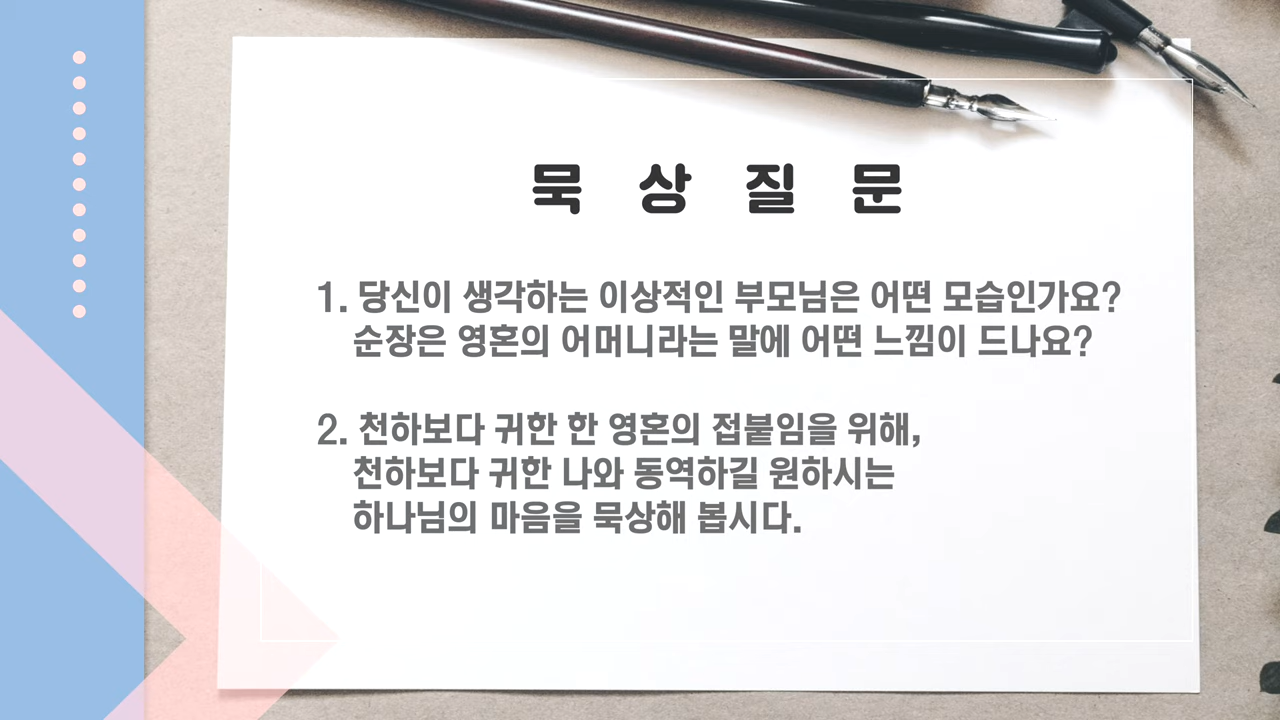 묵상질문
1. 당신이 생각하는 이상적인 부모님은 어떤 모습인가요?
순장은 영혼의 어머니라는 말에 어떤 느낌이 드나요?
2. 천하보다 귀한 한 영혼의 접붙임을 위해,
천하보다 귀한 나와 동역하길 원하시는
하나님의 마음을 묵상해 봅시다.